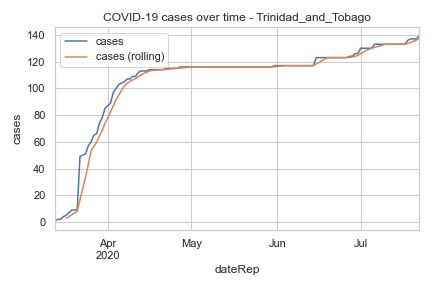 COVID-19 cases over time - Trinidad_and_Tobago
140
120
100
80
60
40
20
0
cases
cases
cases (rolling)
Apr
2020
May
Jun
Jul
dateRep